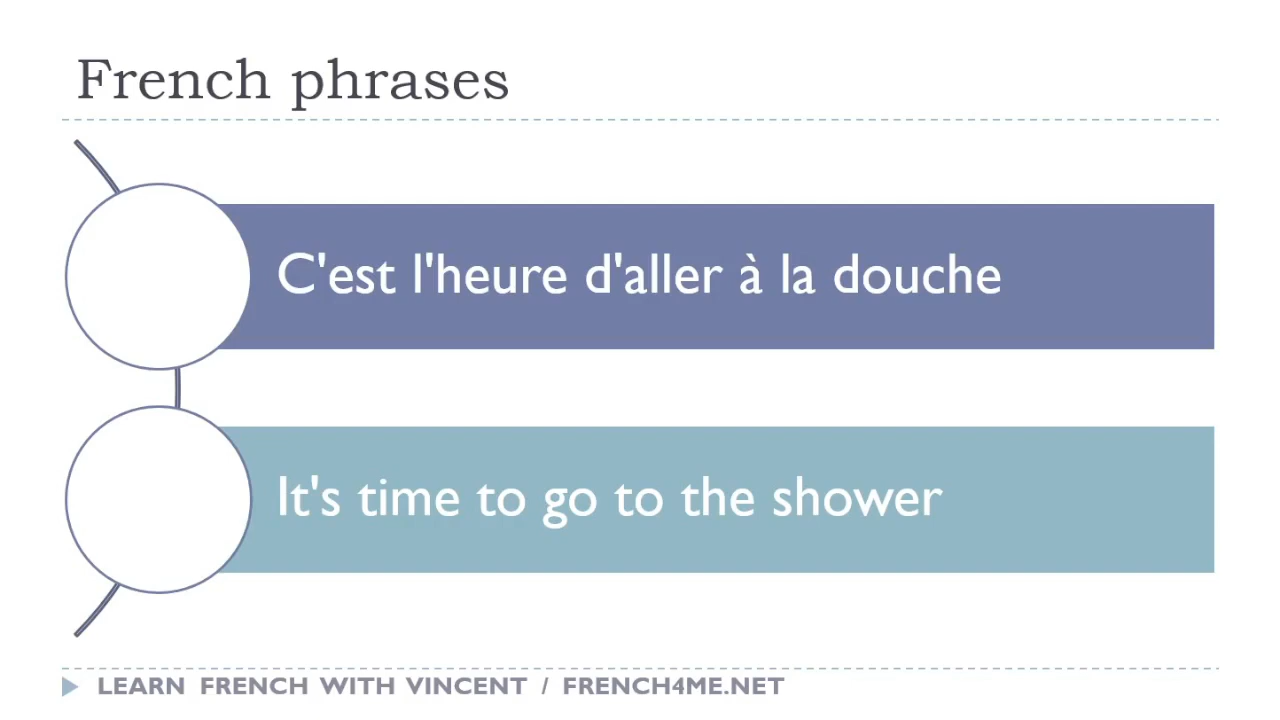 French phrases
C'est l'heure d'aller à la douche
It's time to go to the shower
LEARN FRENCH WITH VINCENT / FRENCH4ME.NET